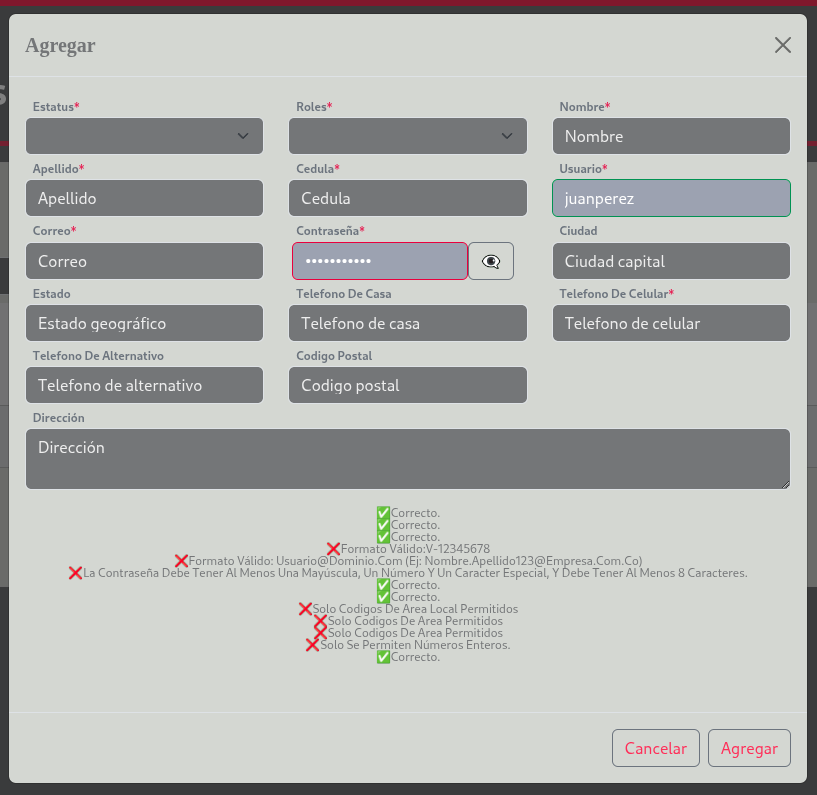 Agregar
Estatus*
Roles*
Nombre*
Nombre
Apellido*
Cedula*
Usuario*
Apellido
Cedula
juanperez
Correo*
Contraseña*
Ciudad
Correo
•••••••••••
Ciudad capital
Estado
Telefono De Casa
Telefono De Celular*
Estado geográfico
Telefono de casa
Telefono de celular
Telefono De Alternativo
Codigo Postal
Telefono de alternativo
Codigo postal
Dirección
Dirección
✅Correcto.
✅Correcto.
✅Correcto.
❌Formato Válido:V-12345678
❌Formato Válido: Usuario@Dominio.Com (Ej: Nombre.Apellido123@Empresa.Com.Co)
❌La Contraseña Debe Tener Al Menos Una Mayúscula, Un Número Y Un Caracter Especial, Y Debe Tener Al Menos 8 Caracteres.
✅Correcto.
✅Correcto.
❌Solo Codigos De Area Local Permitidos
❌Solo Codigos De Area Permitidos
❌Solo Codigos De Area Permitidos
❌Solo Se Permiten Números Enteros.
✅Correcto.
Cancelar
Agregar